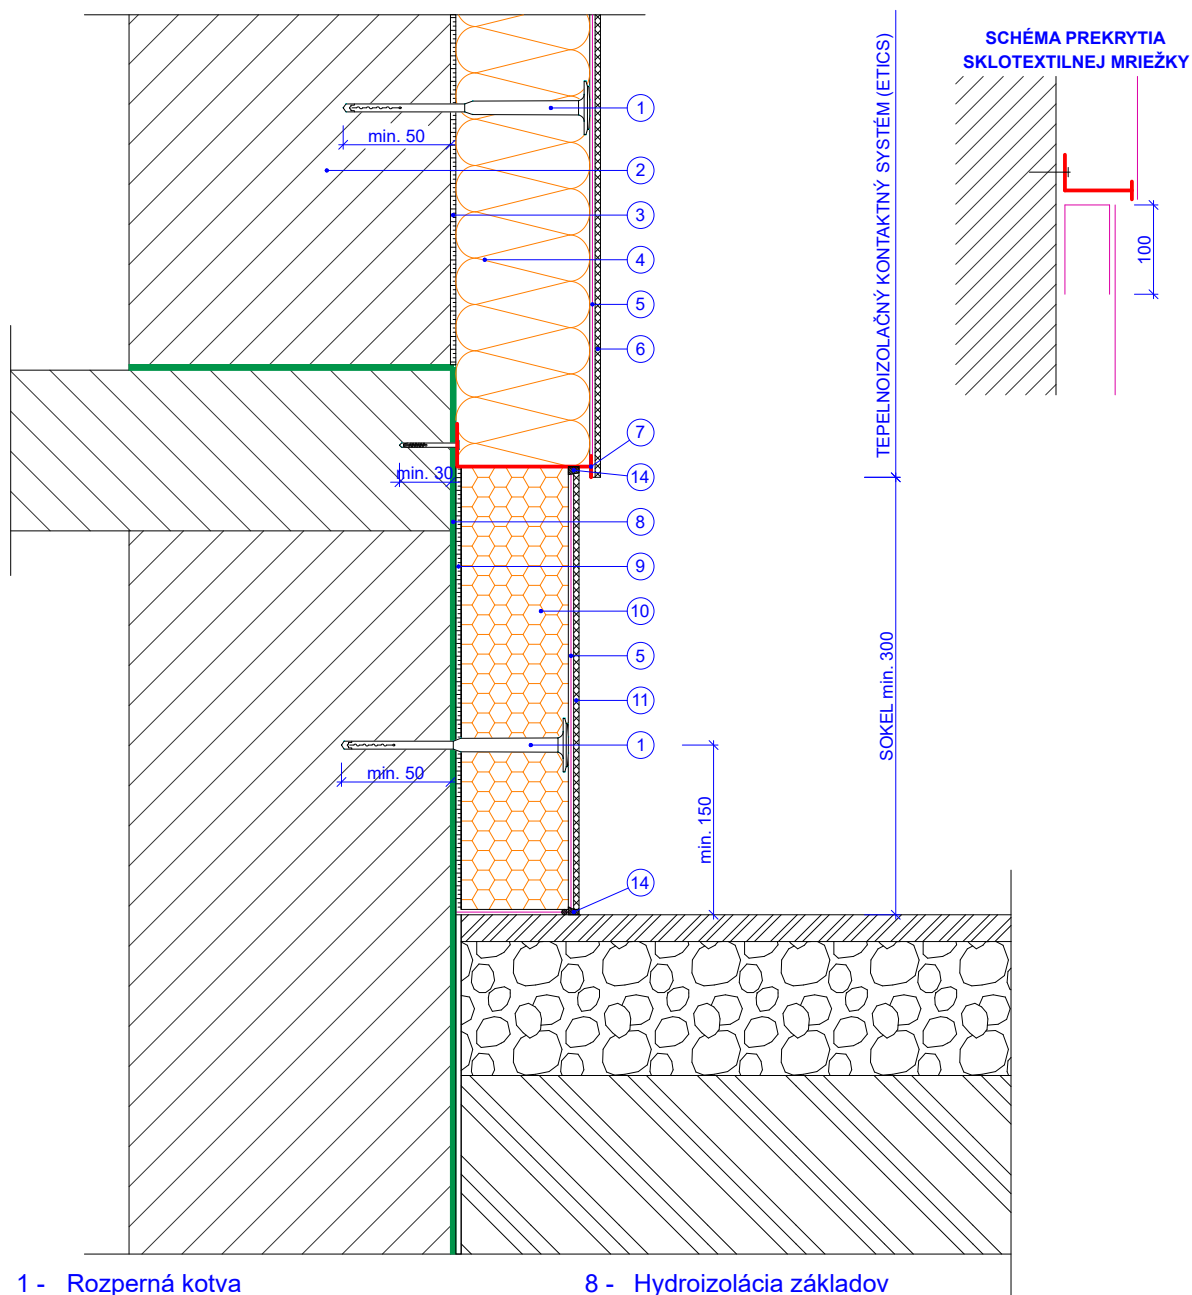 SCHÉMA PREKRYTIA
SKLOTEXTILNEJ MRIEŽKY
100
TEPELNOIZOLAČNÝ KONTAKTNÝ SYSTÉM (ETICS)
SOKEL min. 300
1
min. 50
2
3
4
5
6
7
14
min. 30
8
9
10
5
11
1
min. 50
min. 150
14
1 - Rozperná kotva
8 - Hydroizolácia základov